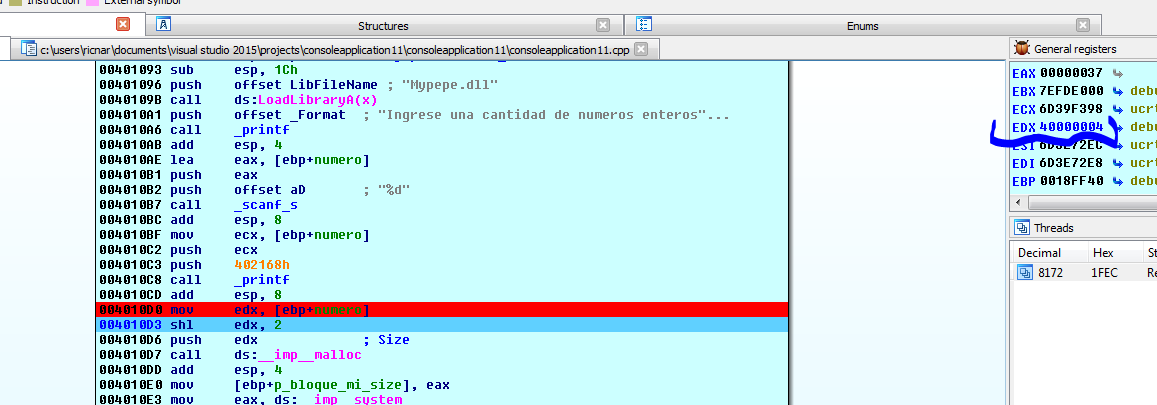 Instruction External symbol
Structures
Enums
c:\users\ricnar\documents\visual studio 2015\projects\consoleapplication11\consoleapplication11\consoleapplication11.cpp
00401093 sub esp, 1Ch
00401096 push offset LibFileName ; "Mypepe.dll"
0040109B call ds:LoadLibraryA(x)
004010A1 push offset _Format ; "Ingrese una cantidad de numeros enteros"...
004010A6 call _printf
004010AB add esp, 4
004010AE lea eax, [ebp+numero]
004010B1 push eax
004010B2 push offset aD ; "%d"
004010B7 call _scanf_s
004010BC add esp, 8
004010BF mov ecx, [ebp+numero]
004010C2 push ecx
004010C3 push 402168h
004010C8 call _printf
004010CD add esp, 8
004010D0 mov edx, [ebp+numero]
004010D3 shl edx, 2
004010D6 push edx ; Size
004010D7 call ds:__imp__malloc
004010DD add esp, 4
004010E0 mov [ebp+p_bloque_mi_size], eax
004010E3 mov eax, ds:__imp__system
General registers
EAX 00000037
EBX 7EFDE000 debu
ECX 6D39F398 ucrt
EDX 40000004 debu
ESI 6D3E72EC ucrt
EDI 6D3E72E8 ucrt
EBP 0018FF40 debu
Threads
Decimal Hex St
8172 1FEC Re